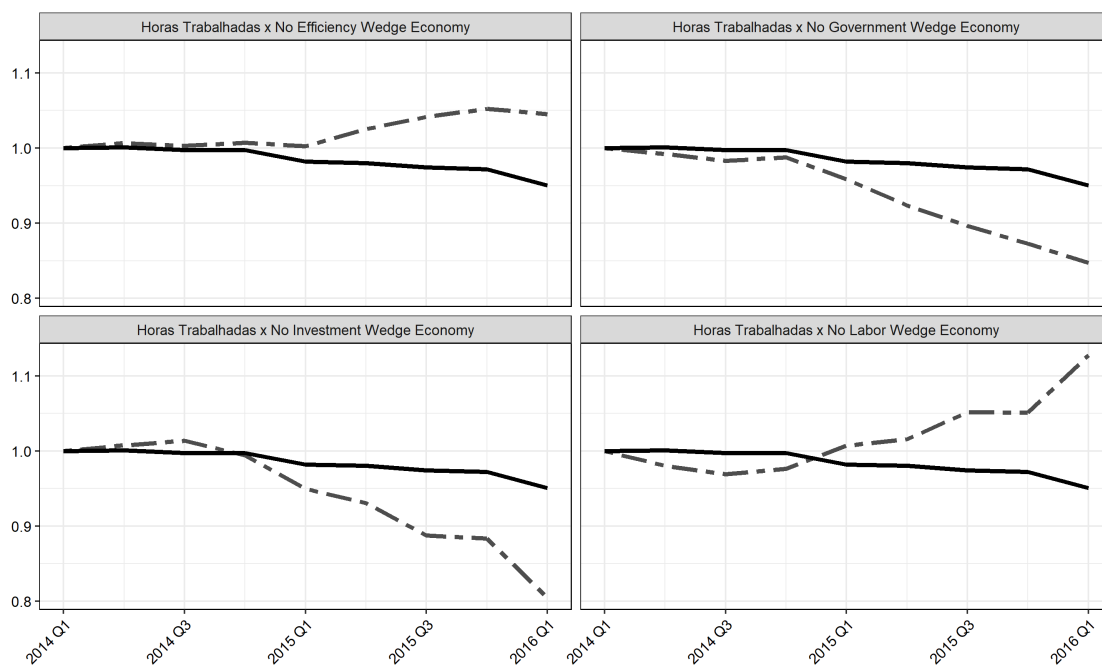 Horas Trabalhadas x No Efficiency Wedge Economy
Horas Trabalhadas x No Government Wedge Economy
1.1
1.0
0.9
0.8
Horas Trabalhadas x No Investment Wedge Economy
Horas Trabalhadas x No Labor Wedge Economy
1.1
1.0
0.9
0.8
2014 Q1
2014 Q3
2015 Q1
2015 Q3
2016 Q1
2014 Q1
2014 Q3
2015 Q1
2015 Q3
2016 Q1